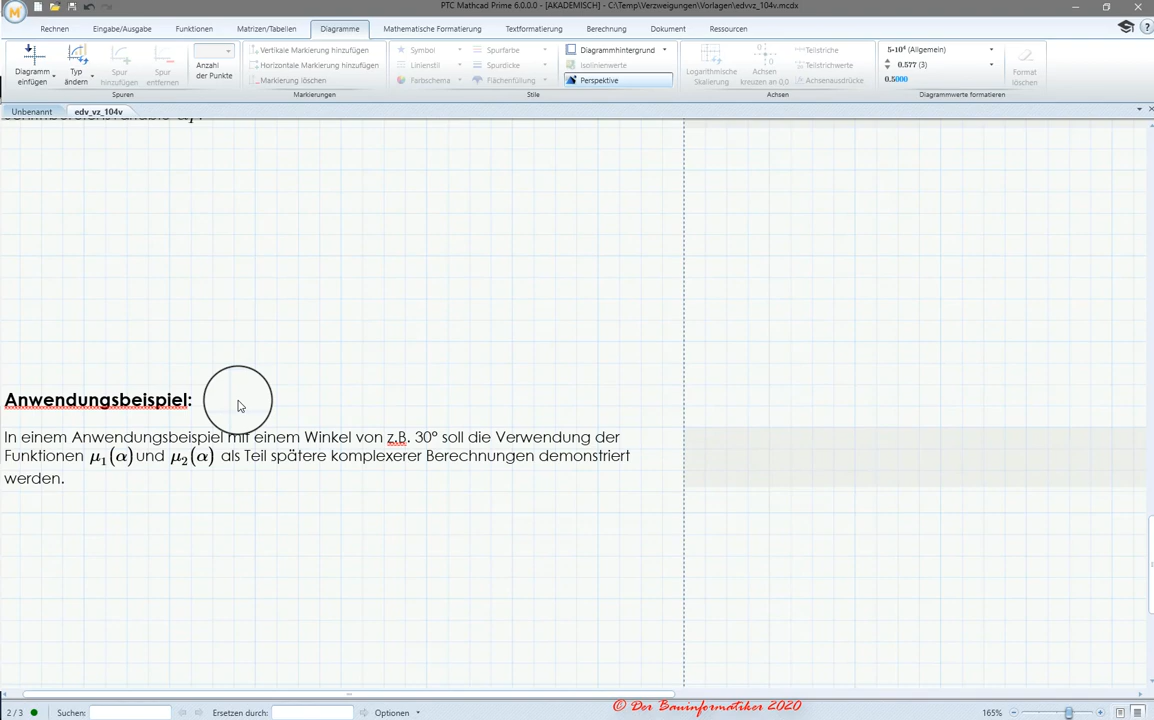 PTC Mathcad Prime 6.0.0.0 - [AKADEMISCH] C:\Temp\Verzweigungen\Vorlagen\edvvz_104v.mcdx
Rechnen Eingabe/Ausgabe Funktionen Matrizen/Tabellen Diagramme Mathematische Formatierung Textformatierung Berechnung Dokument Ressourcen
Diagramm einfügen
Typ ändern
Spur hinzufügen
Spur entfernen
Anzahl der Punkte
Spuren
Vertikale Markierung hinzufügen
Horizontale Markierung hinzufügen
Markierung löschen
Markierungen
Symbol
Linienstil
Farbschema
Spurfarbe
Spurdicke
Flächenfüllung
Diagrammhintergrund
Isolinienwerte
Perspektive
Stile
Logarithmische Skalierung
Achsen kreuzen an 0,0
Teilstriche
Teilstrichwerte
Achsenausdrücke
Achsen
5·10⁴ (Allgemein)
0.577 (3)
0.5000
Format löschen
Diagrammwerte formatieren
Unbenannt edv_vz_104v
Anwendungsbeispiel:
In einem Anwendungsbeispiel mit einem Winkel von z.B. 30° soll die Verwendung der
Funktionen μ₁(α) und μ₂(α) als Teil spätere komplexerer Berechnungen demonstriert
werden.
2 / 3 Suchen: Ersetzen durch: Optionen 165%
© Der Bauinformatiker 2020